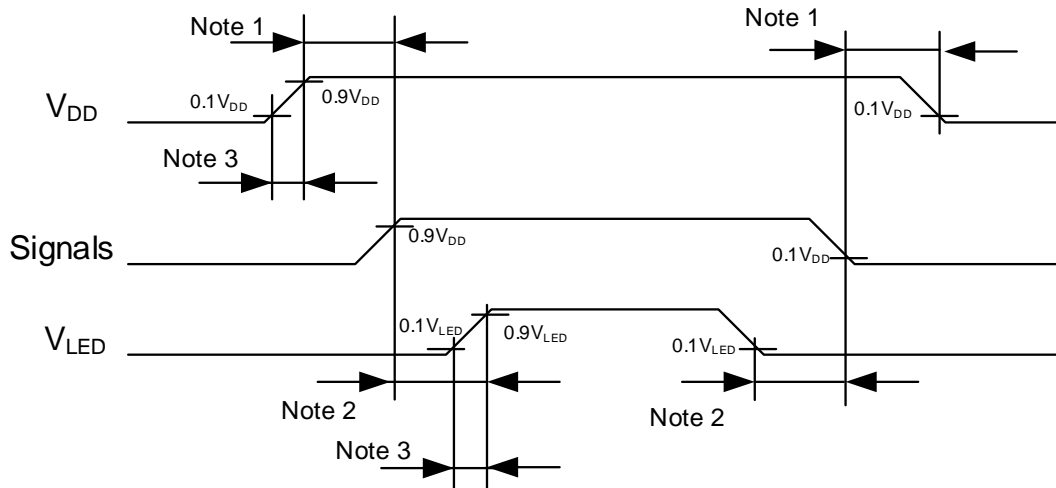 Note 1
Note 1
V_DD
0.1V_DD
0.9V_DD
0.1V_DD
Note 3
Signals
0.9V_DD
0.1V_DD
V_LED
0.1V_LED
0.9V_LED
0.1V_LED
Note 2
Note 2
Note 3